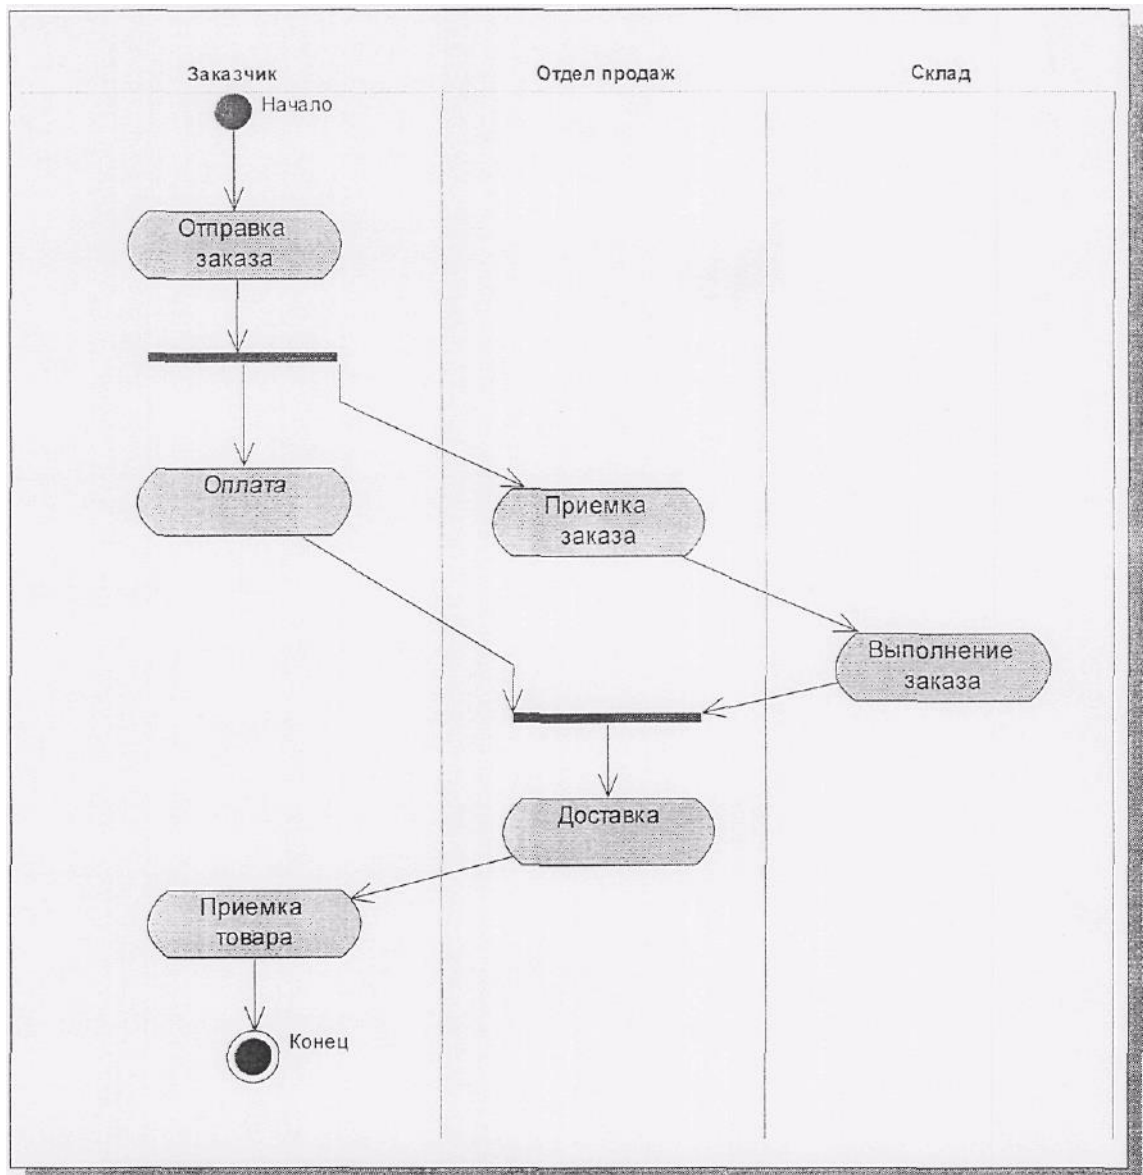 Заказчик
Отдел продаж
Склад
Начало
Отправка
заказа
Оплата
Приемка
заказа
Выполнение
заказа
Доставка
Приемка
товара
Конец